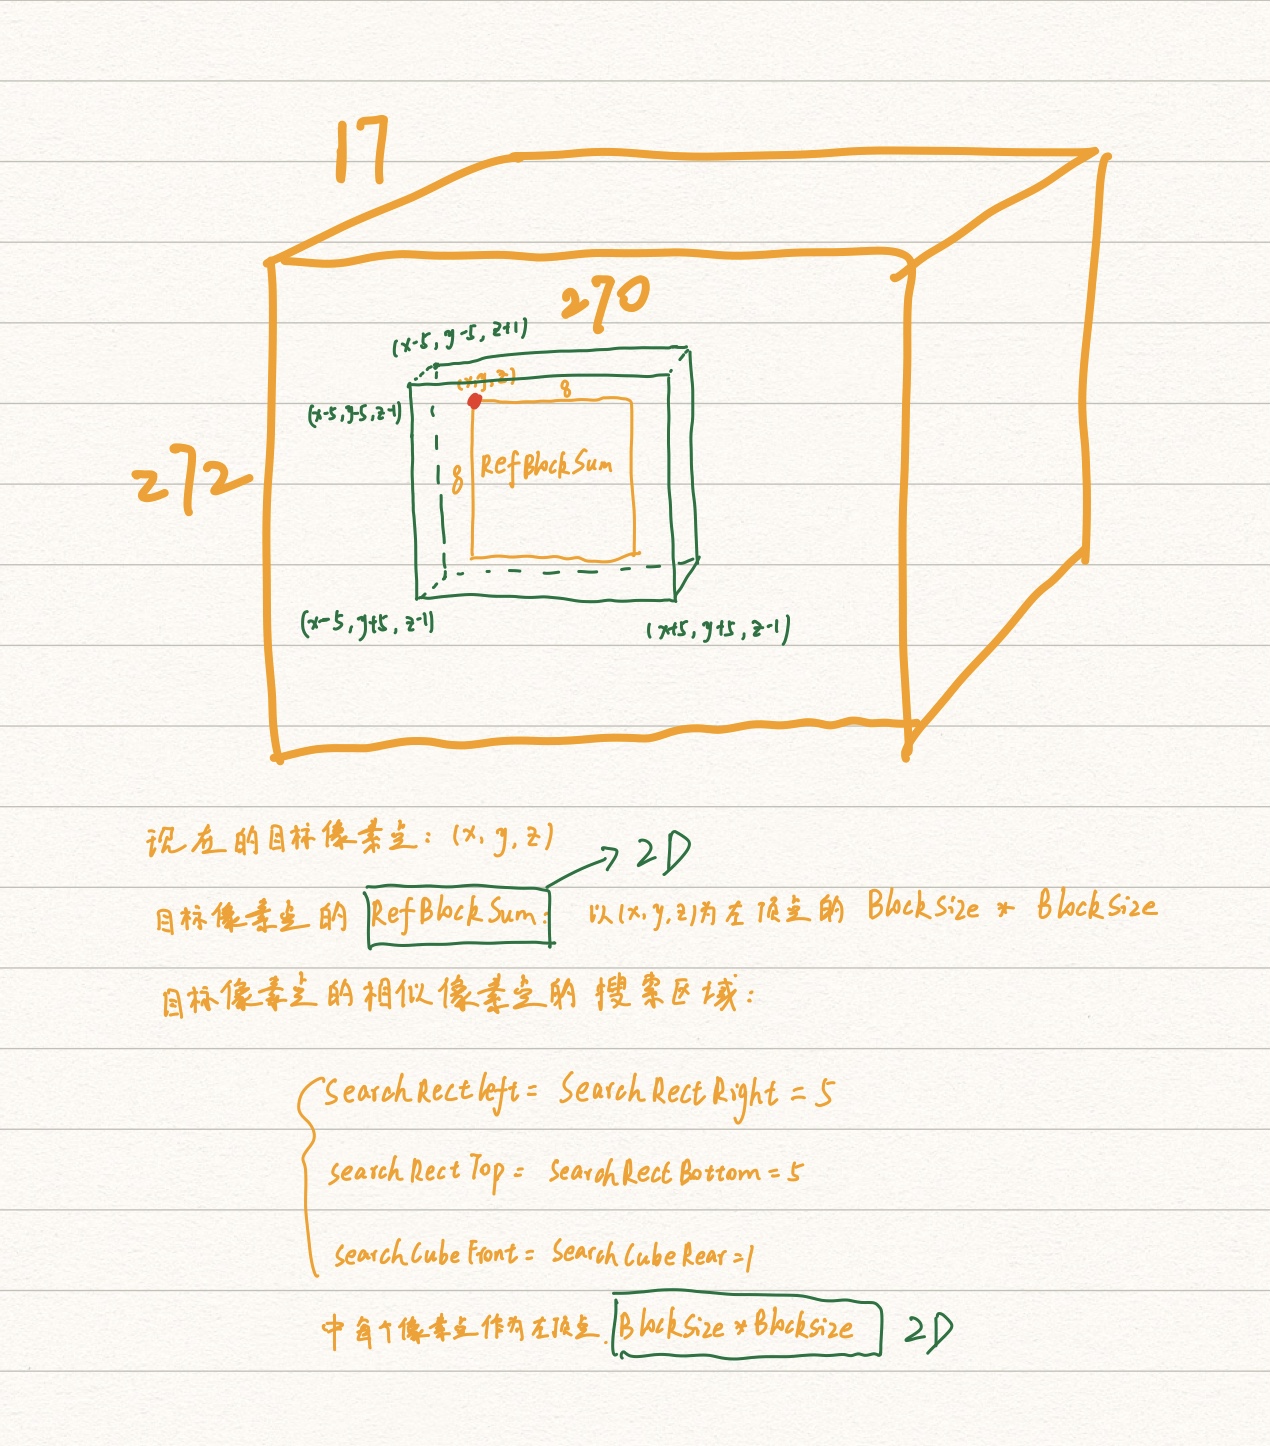 17
270
(x-5, y-5, z+1)
(x,y,z)
8
(x-5, y-5, z-1)
272
8
RefBlockSum
(x-5, y+5, z-1)
(x+5, y+5, z-1)
现在的目标像素点: (x, y, z)
2D
目标像素点的 RefBlockSum: 以(x, y, z)为左顶点的 BlockSize * BlockSize
目标像素点的相似像素点的搜索区域:
SearchRectLeft = SearchRectRight = 5
SearchRectTop = SearchRectBottom = 5
SearchCubeFront = SearchCubeRear = 1
中每个像素点作为左顶点. BlockSize * Blocksize 2D